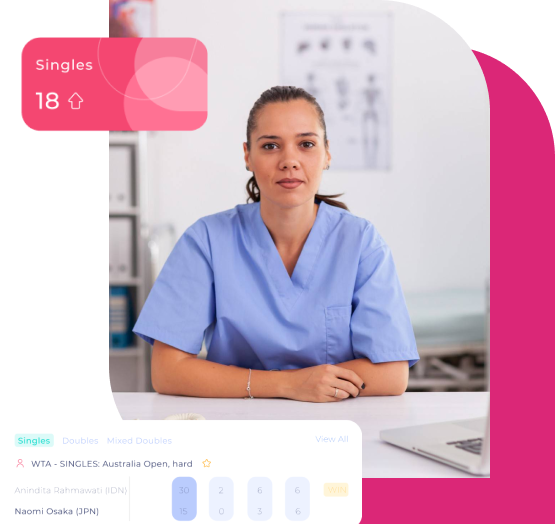 Singles
18
Singles Doubles Mixed Doubles View All
WTA - SINGLES: Australia Open, hard
Anindita Rahmawati (IDN) 30 2 6 6
Naomi Osaka (JPN) 15 0 3 6